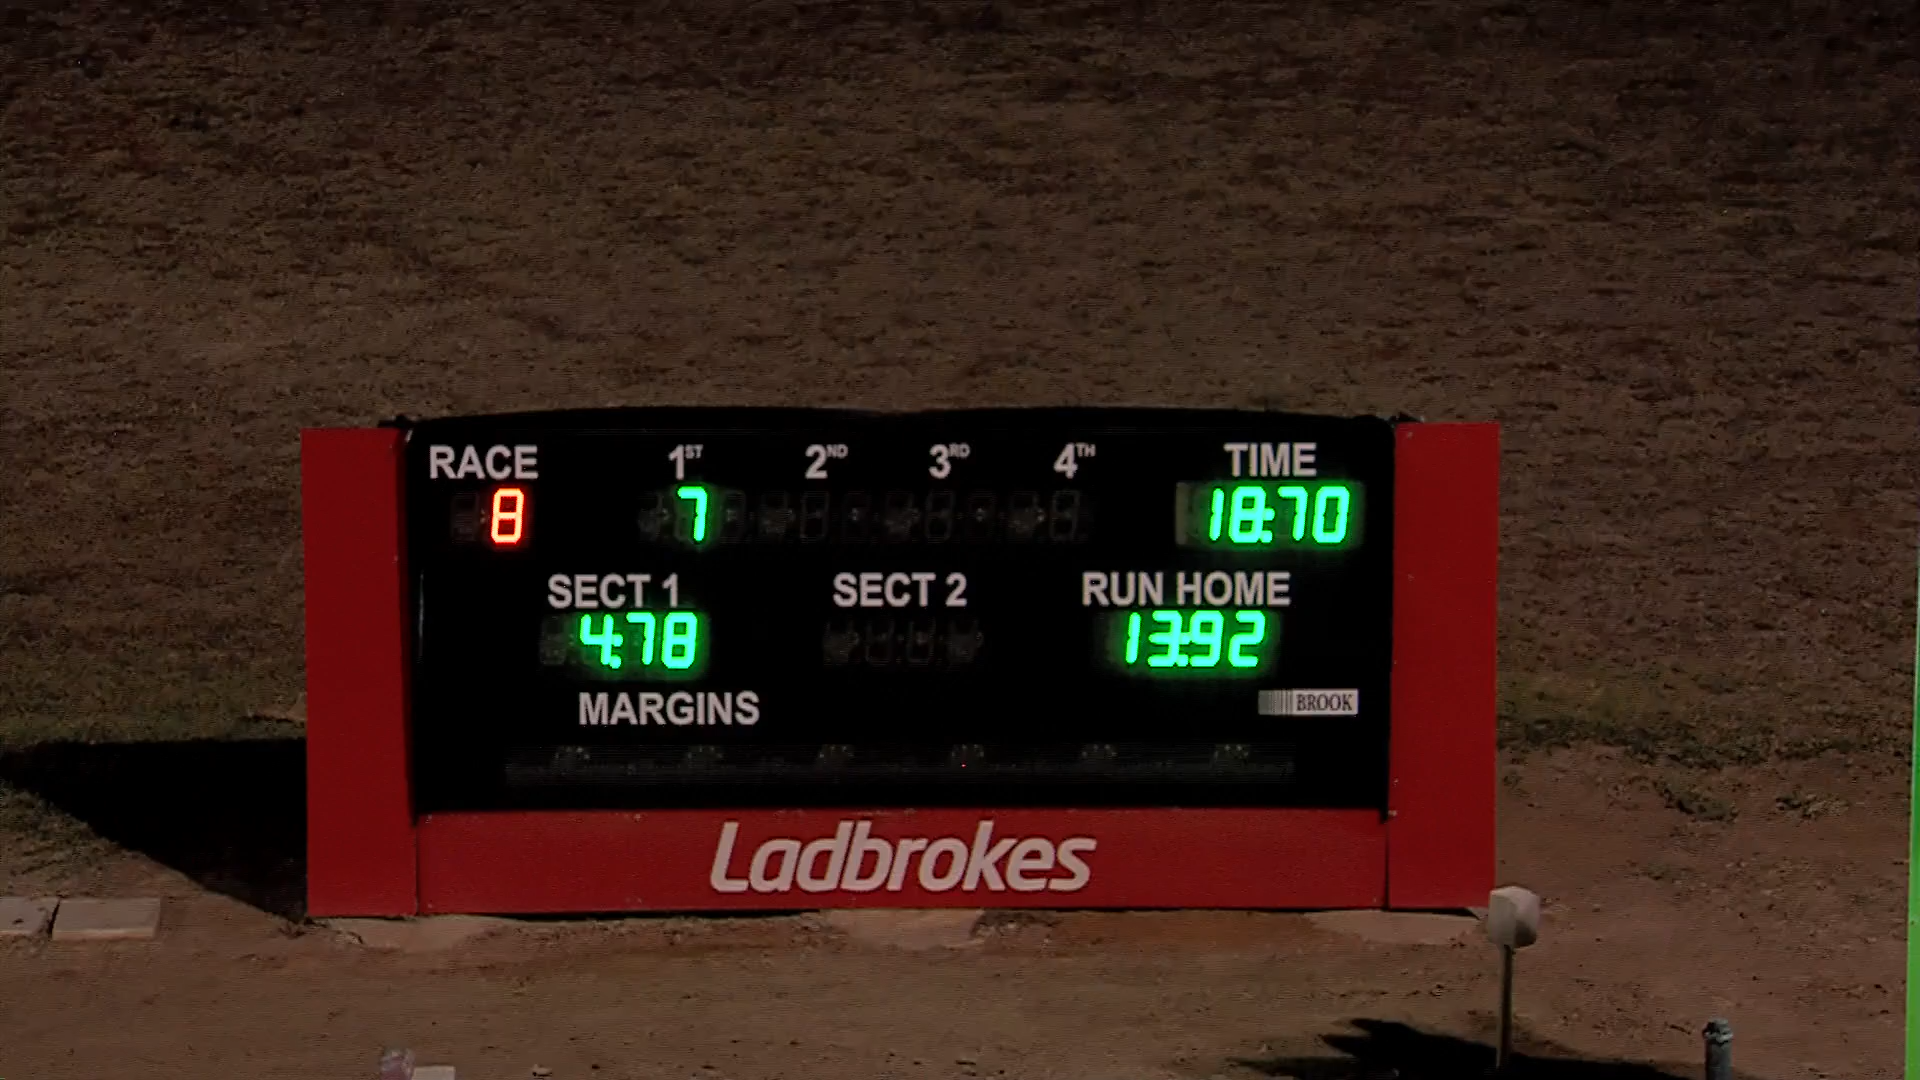 RACE 1ST 2ND 3RD 4TH TIME
8 7 18:70
SECT 1 SECT 2 RUN HOME
4:78 13:92
MARGINS
BROOK
Ladbrokes